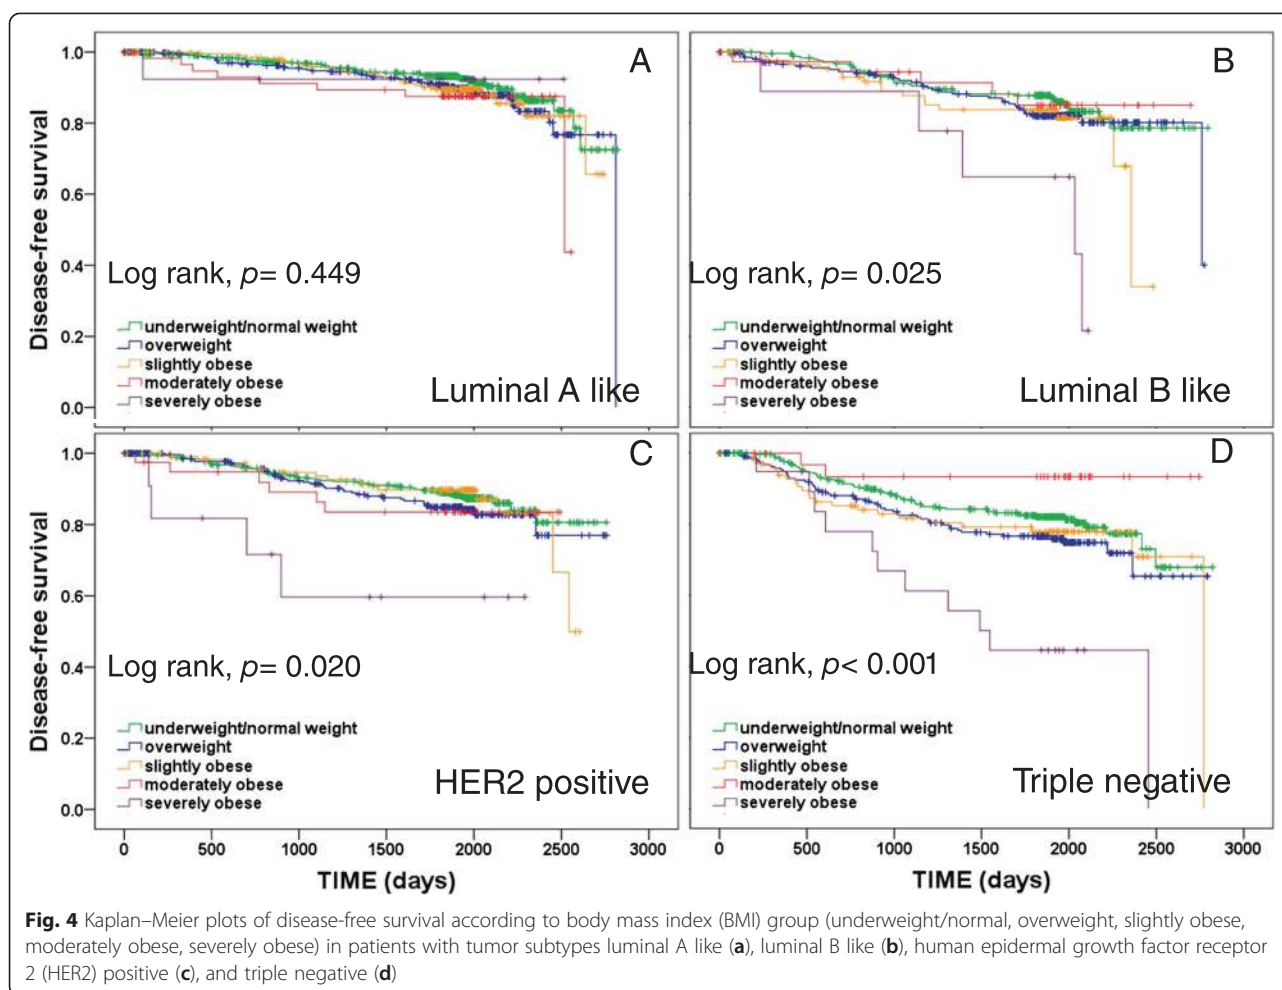 A
1.0
0.8
0.6
0.4
0.2
0.0
Disease-free survival
Log rank, p= 0.449
underweight/normal weight
overweight
slightly obese
moderately obese
severely obese
Luminal A like
B
Log rank, p= 0.025
underweight/normal weight
overweight
slightly obese
moderately obese
severely obese
Luminal B like
C
1.0
0.8
0.6
0.4
0.2
0.0
Disease-free survival
Log rank, p= 0.020
underweight/normal weight
overweight
slightly obese
moderately obese
severely obese
HER2 positive
0 500 1000 1500 2000 2500 3000
TIME (days)
D
Log rank, p< 0.001
underweight/normal weight
overweight
slightly obese
moderately obese
severely obese
Triple negative
0 500 1000 1500 2000 2500 3000
TIME (days)
Fig. 4 Kaplan–Meier plots of disease-free survival according to body mass index (BMI) group (underweight/normal, overweight, slightly obese,
moderately obese, severely obese) in patients with tumor subtypes luminal A like (a), luminal B like (b), human epidermal growth factor receptor
2 (HER2) positive (c), and triple negative (d)